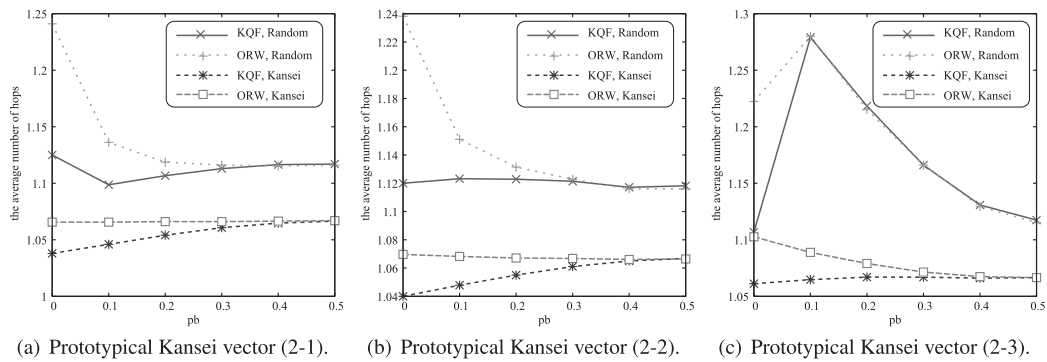 the average number of hops
1.25
1.2
1.15
1.1
1.05
1
0
0.1
0.2
0.3
0.4
0.5
pb
KQF, Random
ORW, Random
KQF, Kansei
ORW, Kansei
(a) Prototypical Kansei vector (2-1).
the average number of hops
1.24
1.22
1.2
1.18
1.16
1.14
1.12
1.1
1.08
1.06
1.04
0
0.1
0.2
0.3
0.4
0.5
pb
KQF, Random
ORW, Random
KQF, Kansei
ORW, Kansei
(b) Prototypical Kansei vector (2-2).
the average number of hops
1.3
1.25
1.2
1.15
1.1
1.05
0
0.1
0.2
0.3
0.4
0.5
pb
KQF, Random
ORW, Random
KQF, Kansei
ORW, Kansei
(c) Prototypical Kansei vector (2-3).